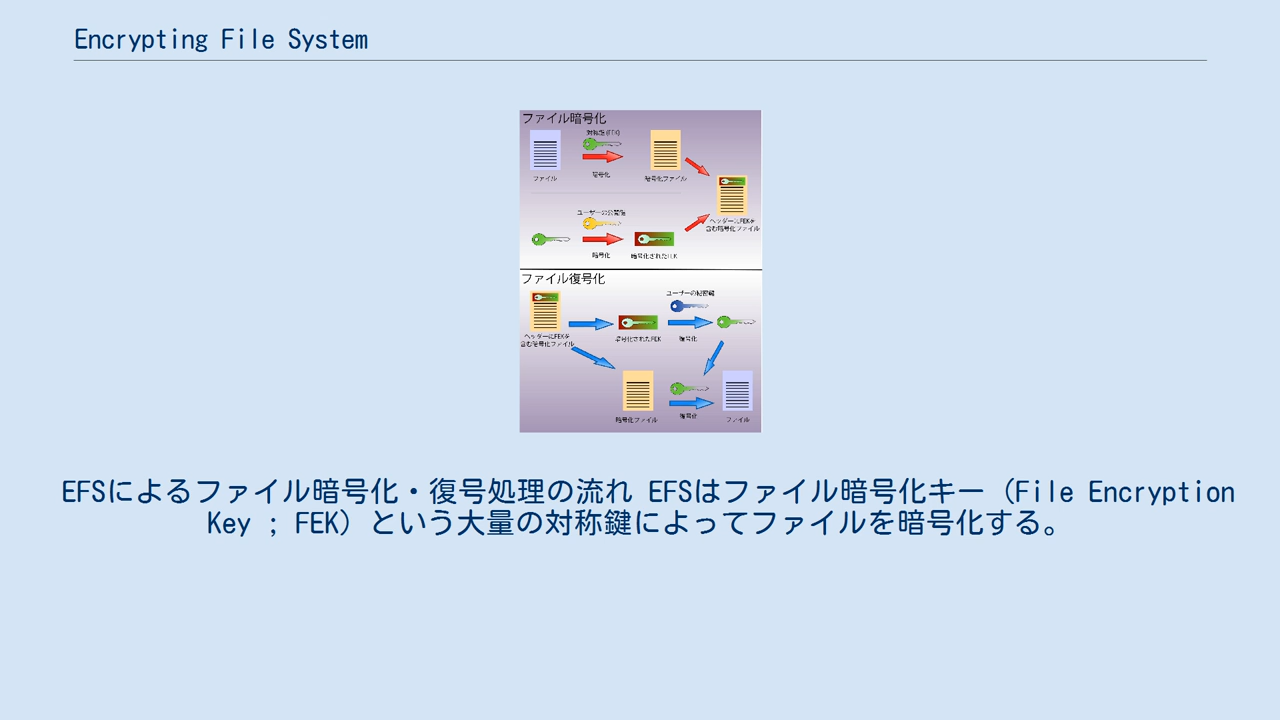 Encrypting File System
ファイル暗号化
対称鍵(FEK)
ファイル
暗号化
暗号化ファイル
ユーザーの公開鍵
ヘッダーにFEKを
含む暗号化ファイル
暗号化
暗号化されたFEK
ファイル復号化
ユーザーの秘密鍵
ヘッダーにFEKを
含む暗号化ファイル
暗号化されたFEK
復号化
暗号化ファイル
復号化
ファイル
EFSによるファイル暗号化・復号処理の流れ EFSはファイル暗号化キー（File Encryption
Key ; FEK）という大量の対称鍵によってファイルを暗号化する。